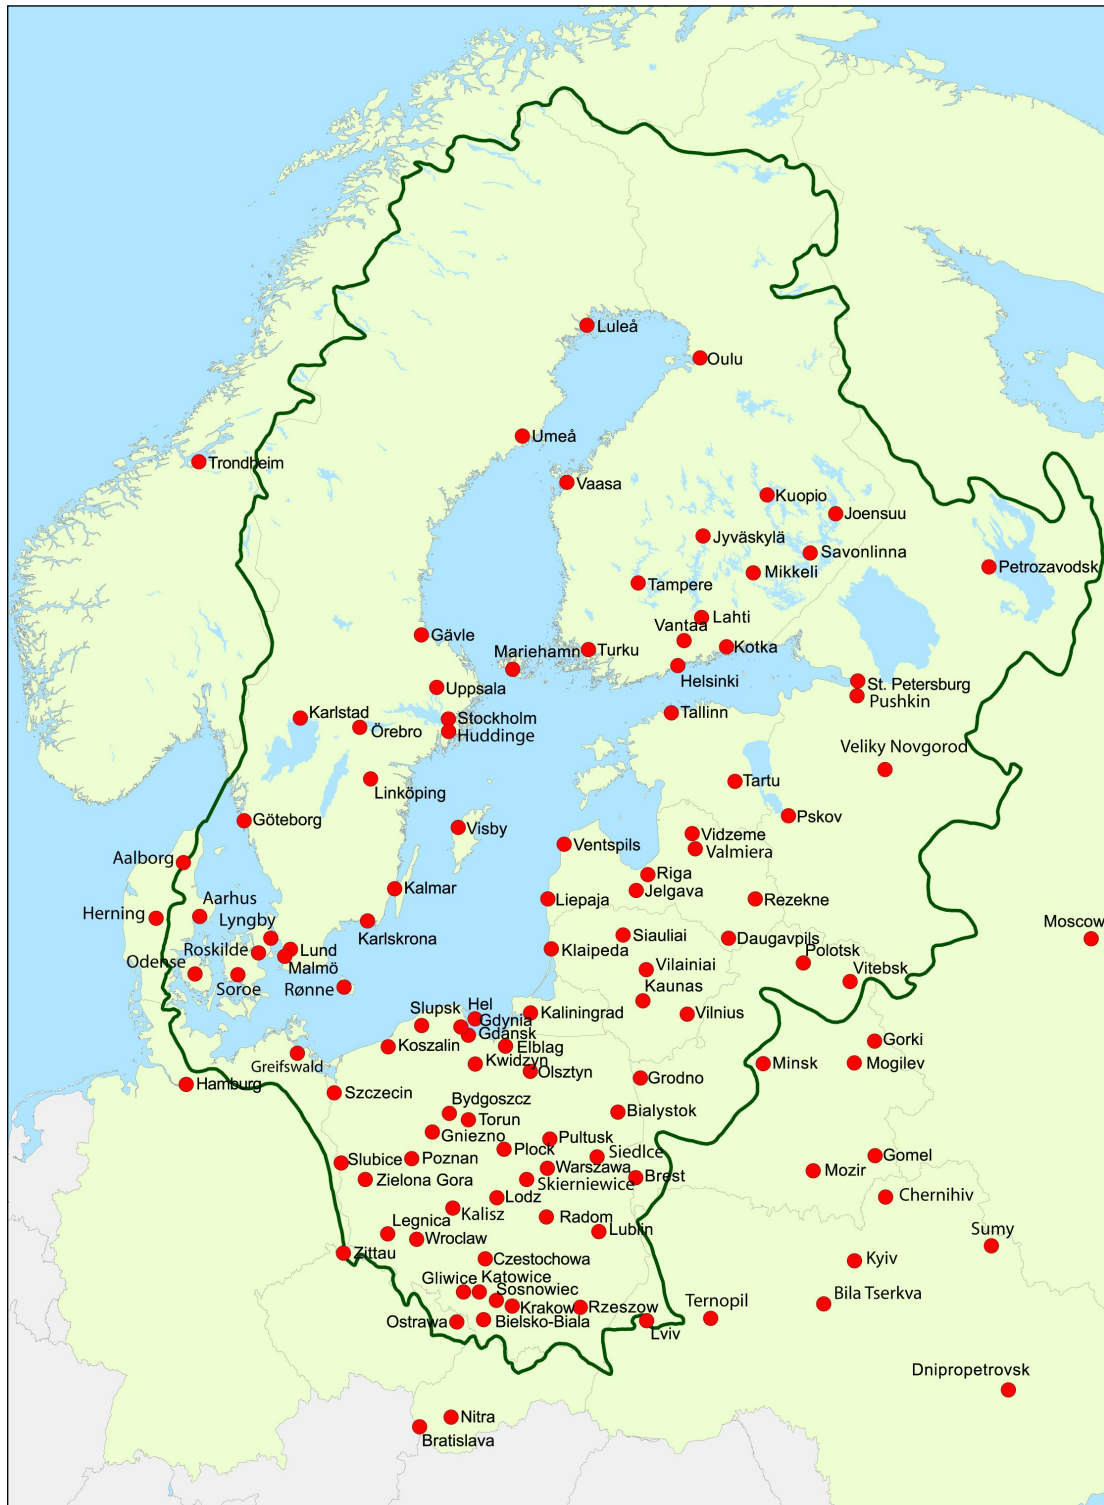 Luleå
Oulu
Umeå
Trondheim
Vaasa
Kuopio
Joensuu
Jyväskylä
Savonlinna
Petrozavodsk
Mikkeli
Tampere
Lahti
Vantaa
Gävle
Mariehamn
Turku
Kotka
Helsinki
Uppsala
St. Petersburg
Pushkin
Karlstad
Stockholm
Tallinn
Örebro
Huddinge
Veliky Novgorod
Linköping
Tartu
Göteborg
Visby
Pskov
Vidzeme
Ventspils
Valmiera
Aalborg
Riga
Kalmar
Jelgava
Liepaja
Rezekne
Herning
Aarhus
Lyngby
Karlskrona
Moscow
Siauliai
Daugavpils
Roskilde
Lund
Klaipeda
Odense
Malmö
Polotsk
Vilainiai
Vitebsk
Soroe
Rønne
Kaunas
Hel
Slupsk
Gdynia
Kaliningrad
Vilnius
Gdansk
Koszalin
Elblag
Gorki
Greifswald
Kwidzyn
Olsztyn
Minsk
Mogilev
Hamburg
Grodno
Szczecin
Bydgoszcz
Torun
Bialystok
Gniezno
Pultusk
Plock
Siedlce
Gomel
Slubice
Poznan
Warszawa
Mozir
Zielona Gora
Skierniewice
Brest
Lodz
Chernihiv
Kalisz
Radom
Legnica
Lublin
Wroclaw
Sumy
Zittau
Czestochowa
Kyiv
Gliwice
Katowice
Sosnowiec
Krakow
Rzeszow
Ternopil
Bila Tserkva
Ostrawa
Bielsko-Biala
Lviv
Dnipropetrovsk
Nitra
Bratislava